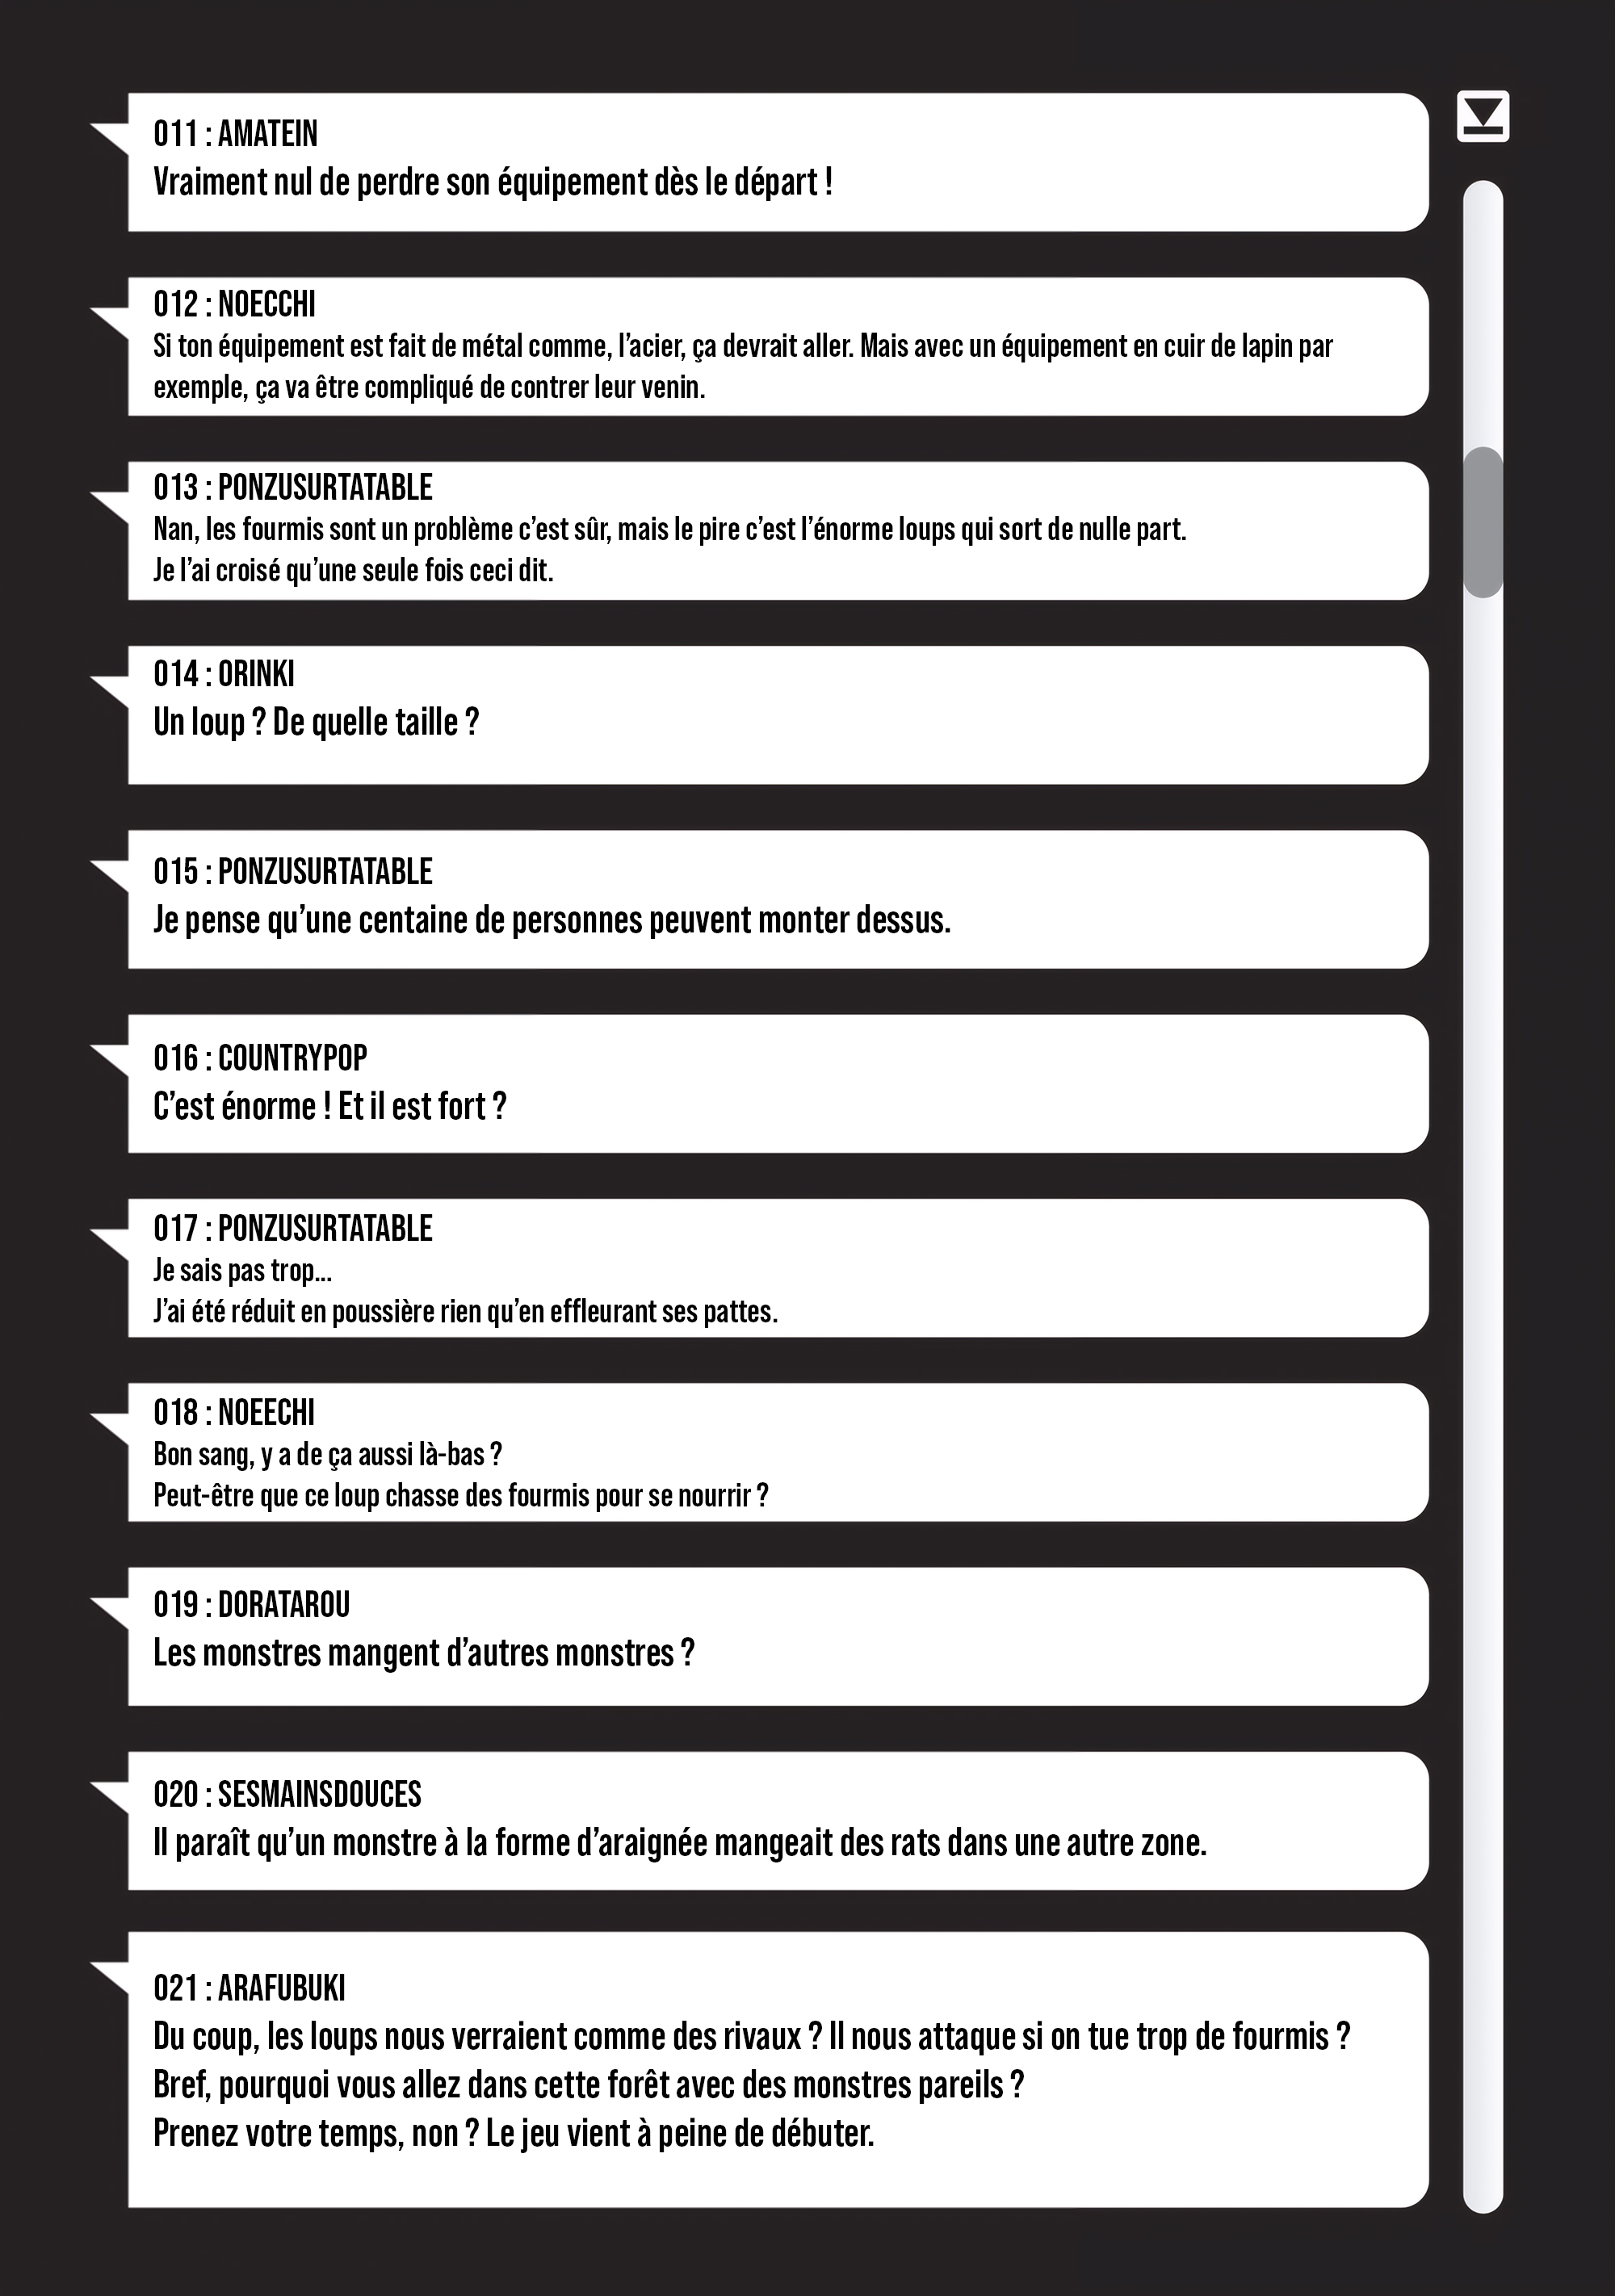 011 : AMATEIN
Vraiment nul de perdre son équipement dès le départ !
012 : NOECCHI
Si ton équipement est fait de métal comme, l’acier, ça devrait aller. Mais avec un équipement en cuir de lapin par
exemple, ça va être compliqué de contrer leur venin.
013 : PONZUSURTATABLE
Nan, les fourmis sont un problème c’est sûr, mais le pire c’est l’énorme loups qui sort de nulle part.
Je l’ai croisé qu’une seule fois ceci dit.
014 : ORINKI
Un loup ? De quelle taille ?
015 : PONZUSURTATABLE
Je pense qu’une centaine de personnes peuvent monter dessus.
016 : COUNTRYPOP
C’est énorme ! Et il est fort ?
017 : PONZUSURTATABLE
Je sais pas trop...
J’ai été réduit en poussière rien qu’en effleurant ses pattes.
018 : NOEECHI
Bon sang, y a de ça aussi là-bas ?
Peut-être que ce loup chasse des fourmis pour se nourrir ?
019 : DORATAROU
Les monstres mangent d’autres monstres ?
020 : SESMAINSDOUCES
Il paraît qu’un monstre à la forme d’araignée mangeait des rats dans une autre zone.
021 : ARAFUBUKI
Du coup, les loups nous verraient comme des rivaux ? Il nous attaque si on tue trop de fourmis ?
Bref, pourquoi vous allez dans cette forêt avec des monstres pareils ?
Prenez votre temps, non ? Le jeu vient à peine de débuter.